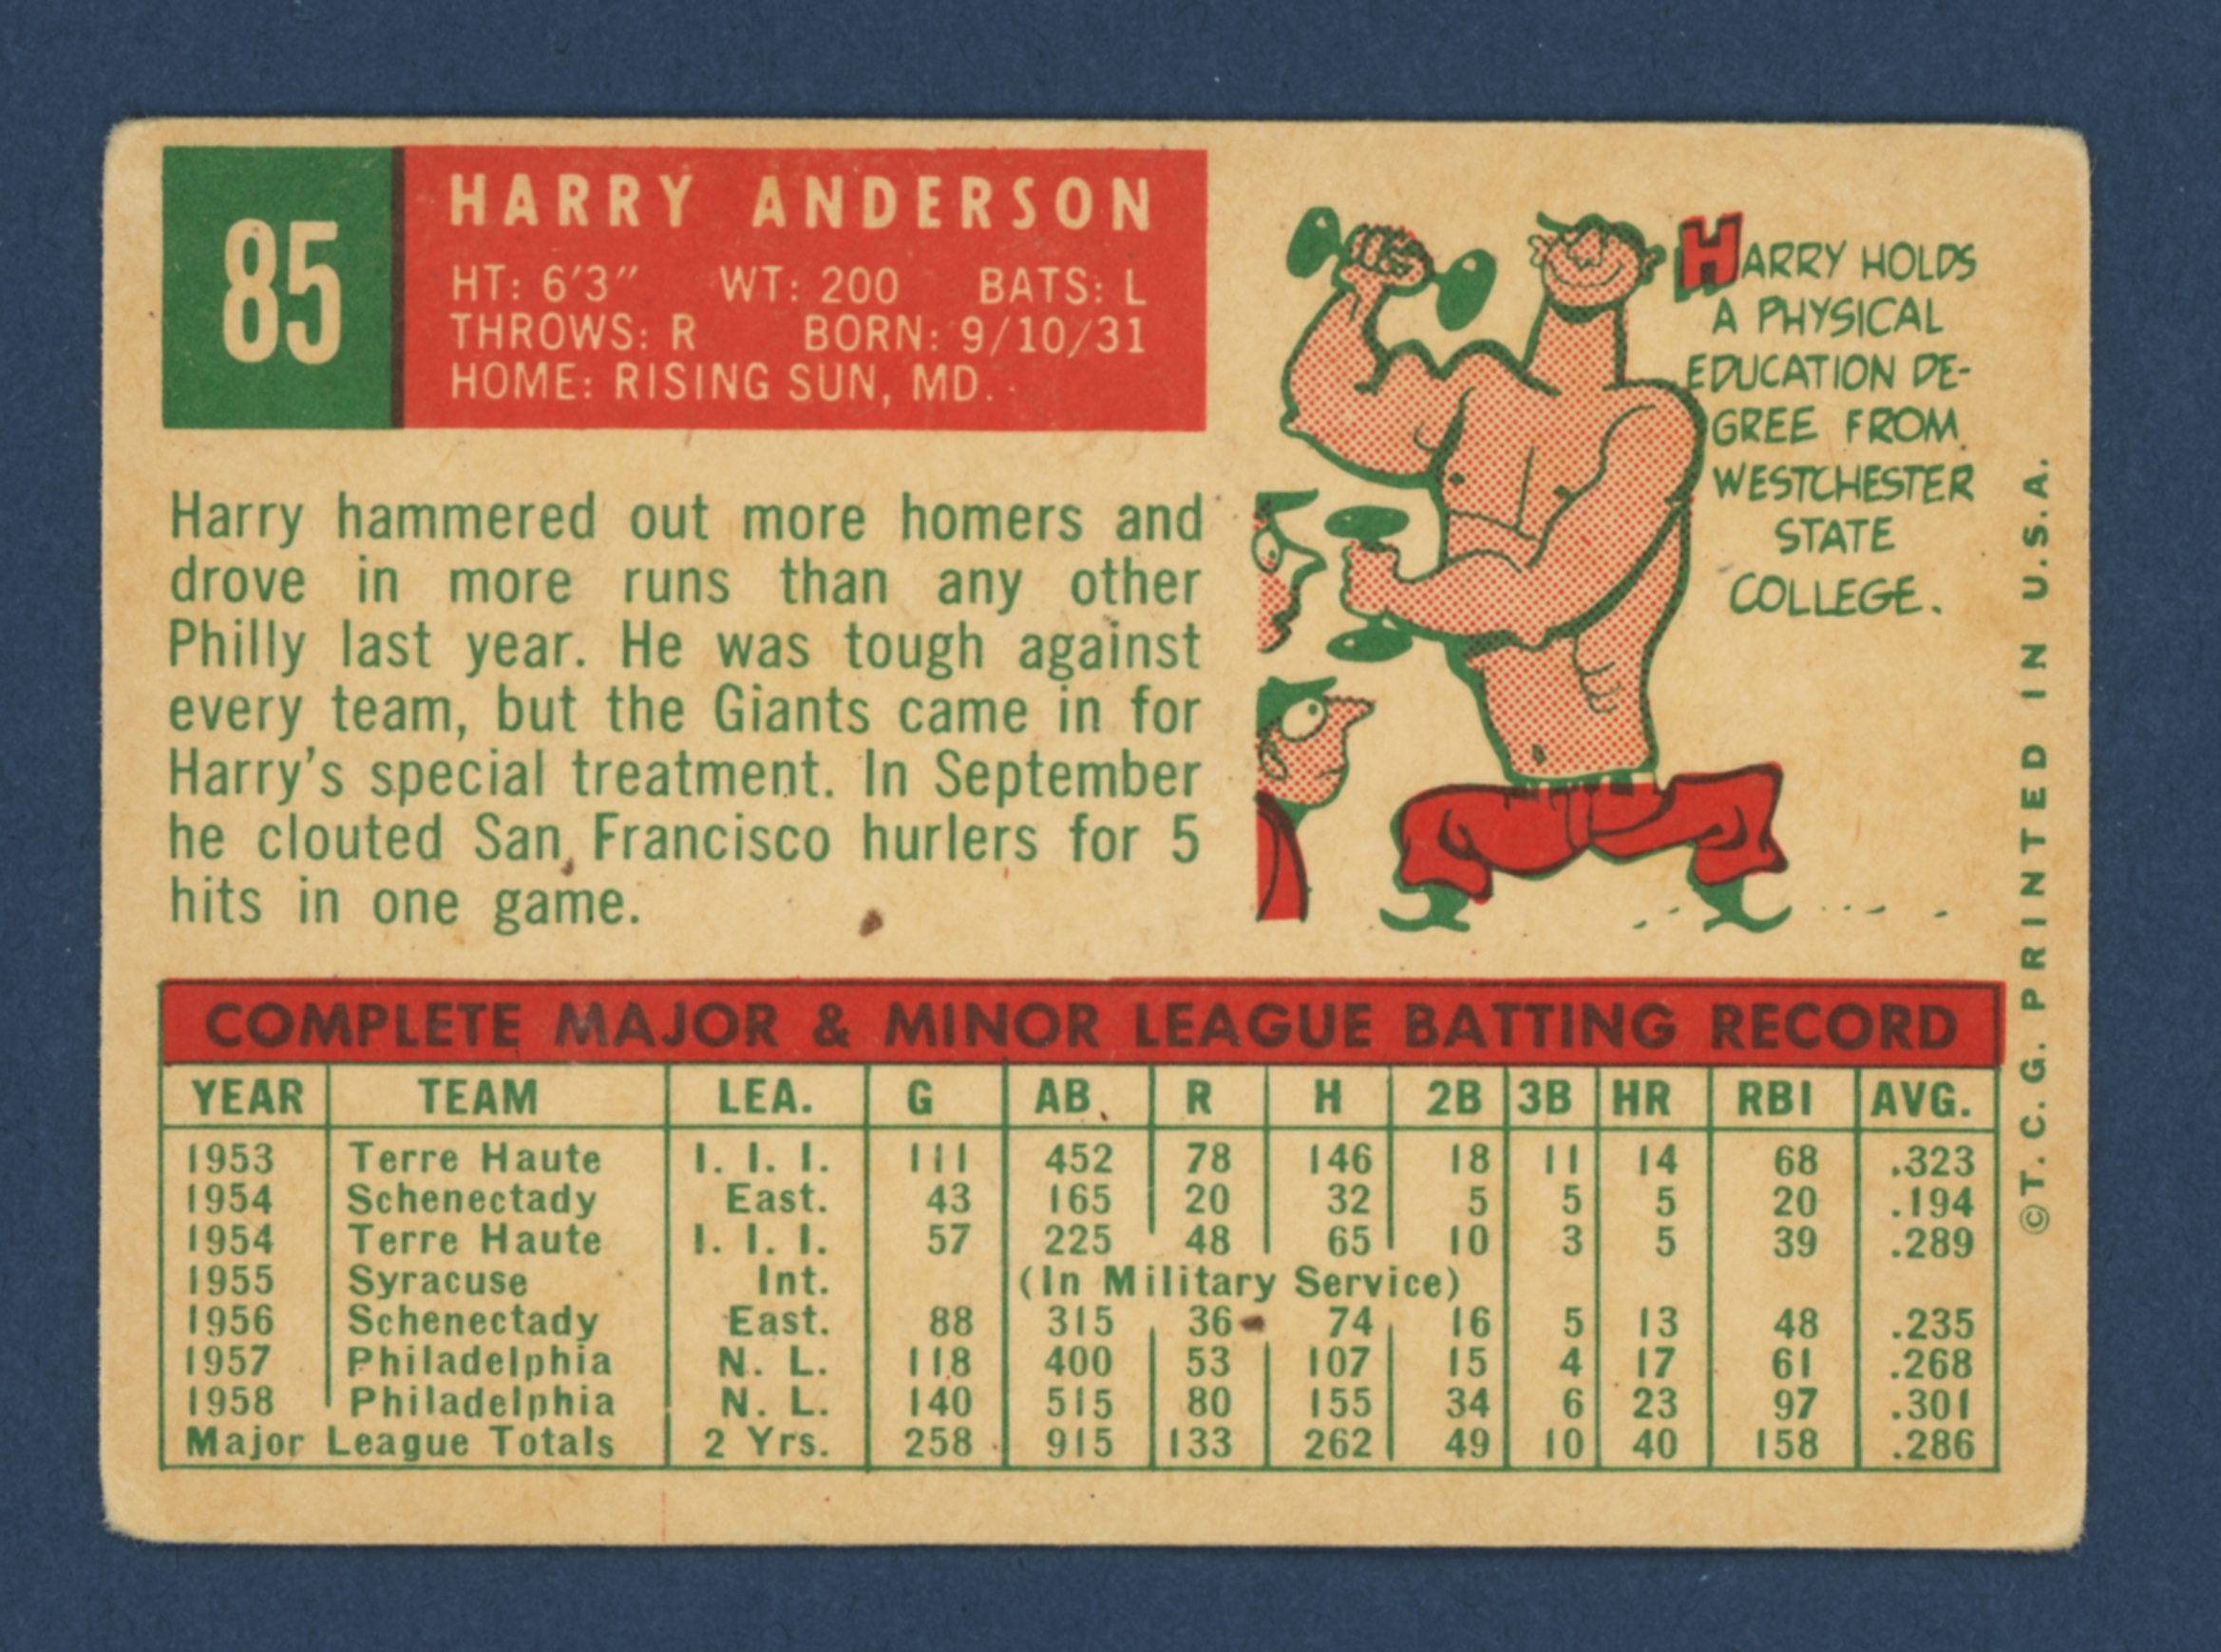 85
HARRY ANDERSON
HT: 6'3" WT: 200 BATS: L
THROWS: R BORN: 9/10/31
HOME: RISING SUN, MD.
Harry hammered out more homers and
drove in more runs than any other
Philly last year. He was tough against
every team, but the Giants came in for
Harry's special treatment. In September
he clouted San Francisco hurlers for 5
hits in one game.
HARRY HOLDS
A PHYSICAL
EDUCATION DE-
GREE FROM
WESTCHESTER
STATE
COLLEGE.
COMPLETE MAJOR & MINOR LEAGUE BATTING RECORD
YEAR TEAM LEA. G AB R H 2B 3B HR RBI AVG.
1953 Terre Haute I. I. I. 111 452 78 146 18 11 14 68 .323
1954 Schenectady East. 43 165 20 32 5 5 5 20 .194
1954 Terre Haute I. I. I. 57 225 48 65 10 3 5 39 .289
1955 Syracuse Int. (In Military Service)
1956 Schenectady East. 88 315 36 74 16 5 13 48 .235
1957 Philadelphia N. L. 118 400 53 107 15 4 17 61 .268
1958 Philadelphia N. L. 140 515 80 155 34 6 23 97 .301
Major League Totals 2 Yrs. 258 915 133 262 49 10 40 158 .286
©T. C. G. PRINTED IN U.S.A.